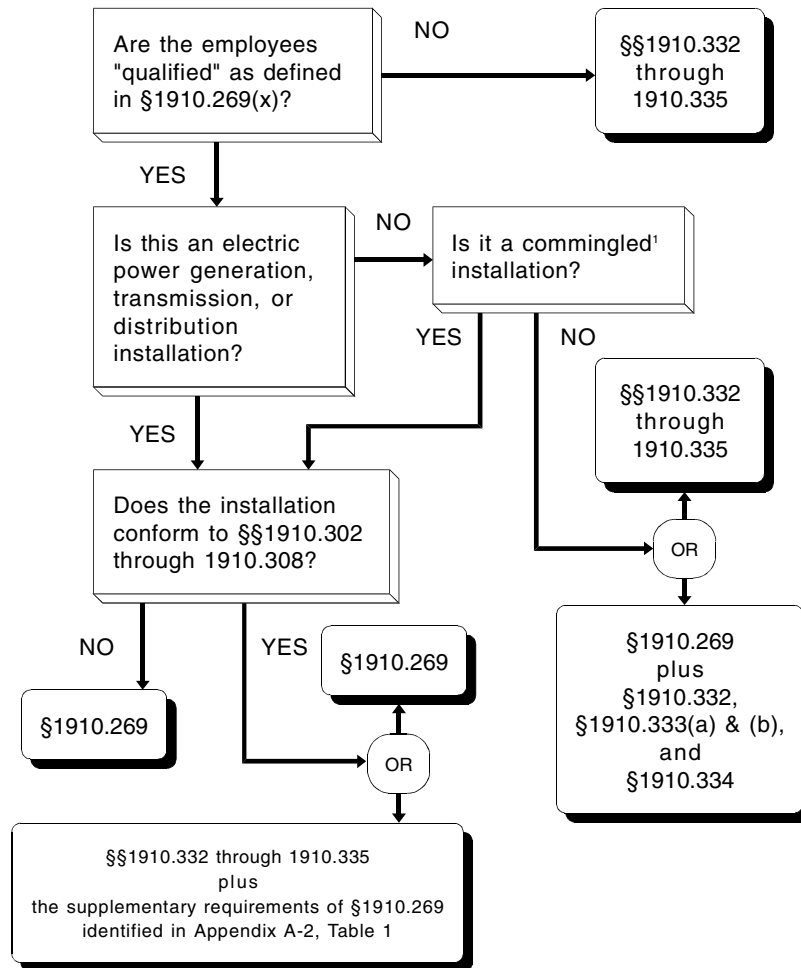 Are the employees
"qualified" as defined
in §1910.269(x)?
NO
§§1910.332
through
1910.335
YES
Is this an electric
power generation,
transmission, or
distribution
installation?
NO
Is it a commingled¹
installation?
YES
NO
§§1910.332
through
1910.335
YES
Does the installation
conform to §§1910.302
through 1910.308?
OR
NO
YES
§1910.269
§1910.269
plus
§1910.332,
§1910.333(a) & (b),
and
§1910.334
§1910.269
OR
§§1910.332 through 1910.335
plus
the supplementary requirements of §1910.269
identified in Appendix A-2, Table 1